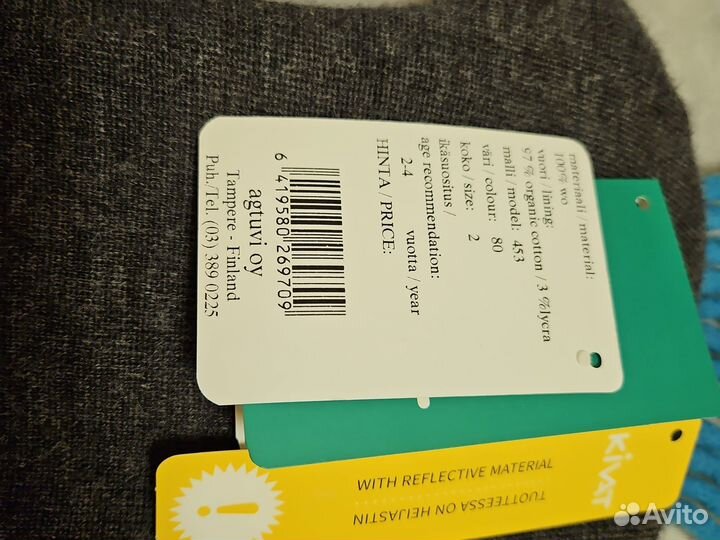 materiaali / material:
100% wo
vuori / lining:
97 % organic cotton / 3 %lycra
malli / model: 453
väri / colour: 80
koko / size: 2
ikäsuositus /
age recommendation:
2-4 vuotta / year
HINTA / PRICE:
6 419580 269709
agtuvi oy
Tampere - Finland
Puh./Tel. (03) 389 0225
KIVAT
WITH REFLECTIVE MATERIAL
TUOTTEESSA ON HEIJASTIN
!
Avito